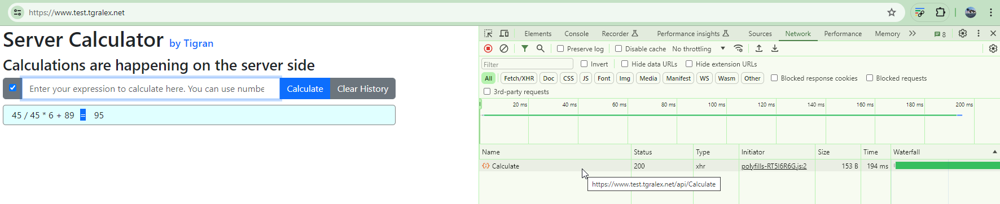 https://www.test.tgralex.net
Server Calculator by Tigran
Calculations are happening on the server side
Enter your expression to calculate here. You can use numbe Calculate Clear History
45 / 45 * 6 + 89 = 95
Elements Console Recorder Performance insights Sources Network Performance Memory 8
Preserve log Disable cache No throttling
Filter Invert Hide data URLs Hide extension URLs
All Fetch/XHR Doc CSS JS Font Img Media Manifest WS Wasm Other Blocked response cookies Blocked requests
3rd-party requests
20 ms 40 ms 60 ms 80 ms 100 ms 120 ms 140 ms 160 ms 180 ms 200 ms
Name Status Type Initiator Size Time Waterfall
Calculate 200 xhr polyfills-RT5I6R6G.js:2 153 B 194 ms
https://www.test.tgralex.net/api/Calculate